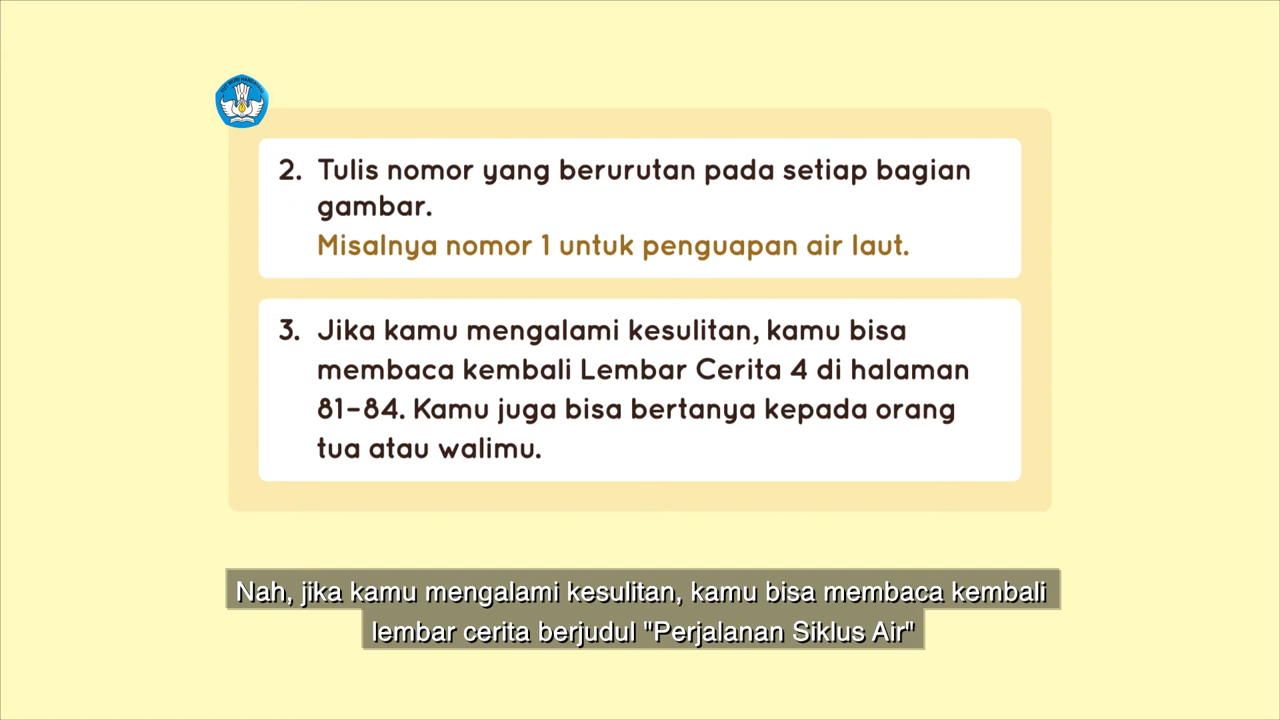 2. Tulis nomor yang berurutan pada setiap bagian
gambar.
Misalnya nomor 1 untuk penguapan air laut.
3. Jika kamu mengalami kesulitan, kamu bisa
membaca kembali Lembar Cerita 4 di halaman
81–84. Kamu juga bisa bertanya kepada orang
tua atau walimu.
Nah, jika kamu mengalami kesulitan, kamu bisa membaca kembali
lembar cerita berjudul "Perjalanan Siklus Air"